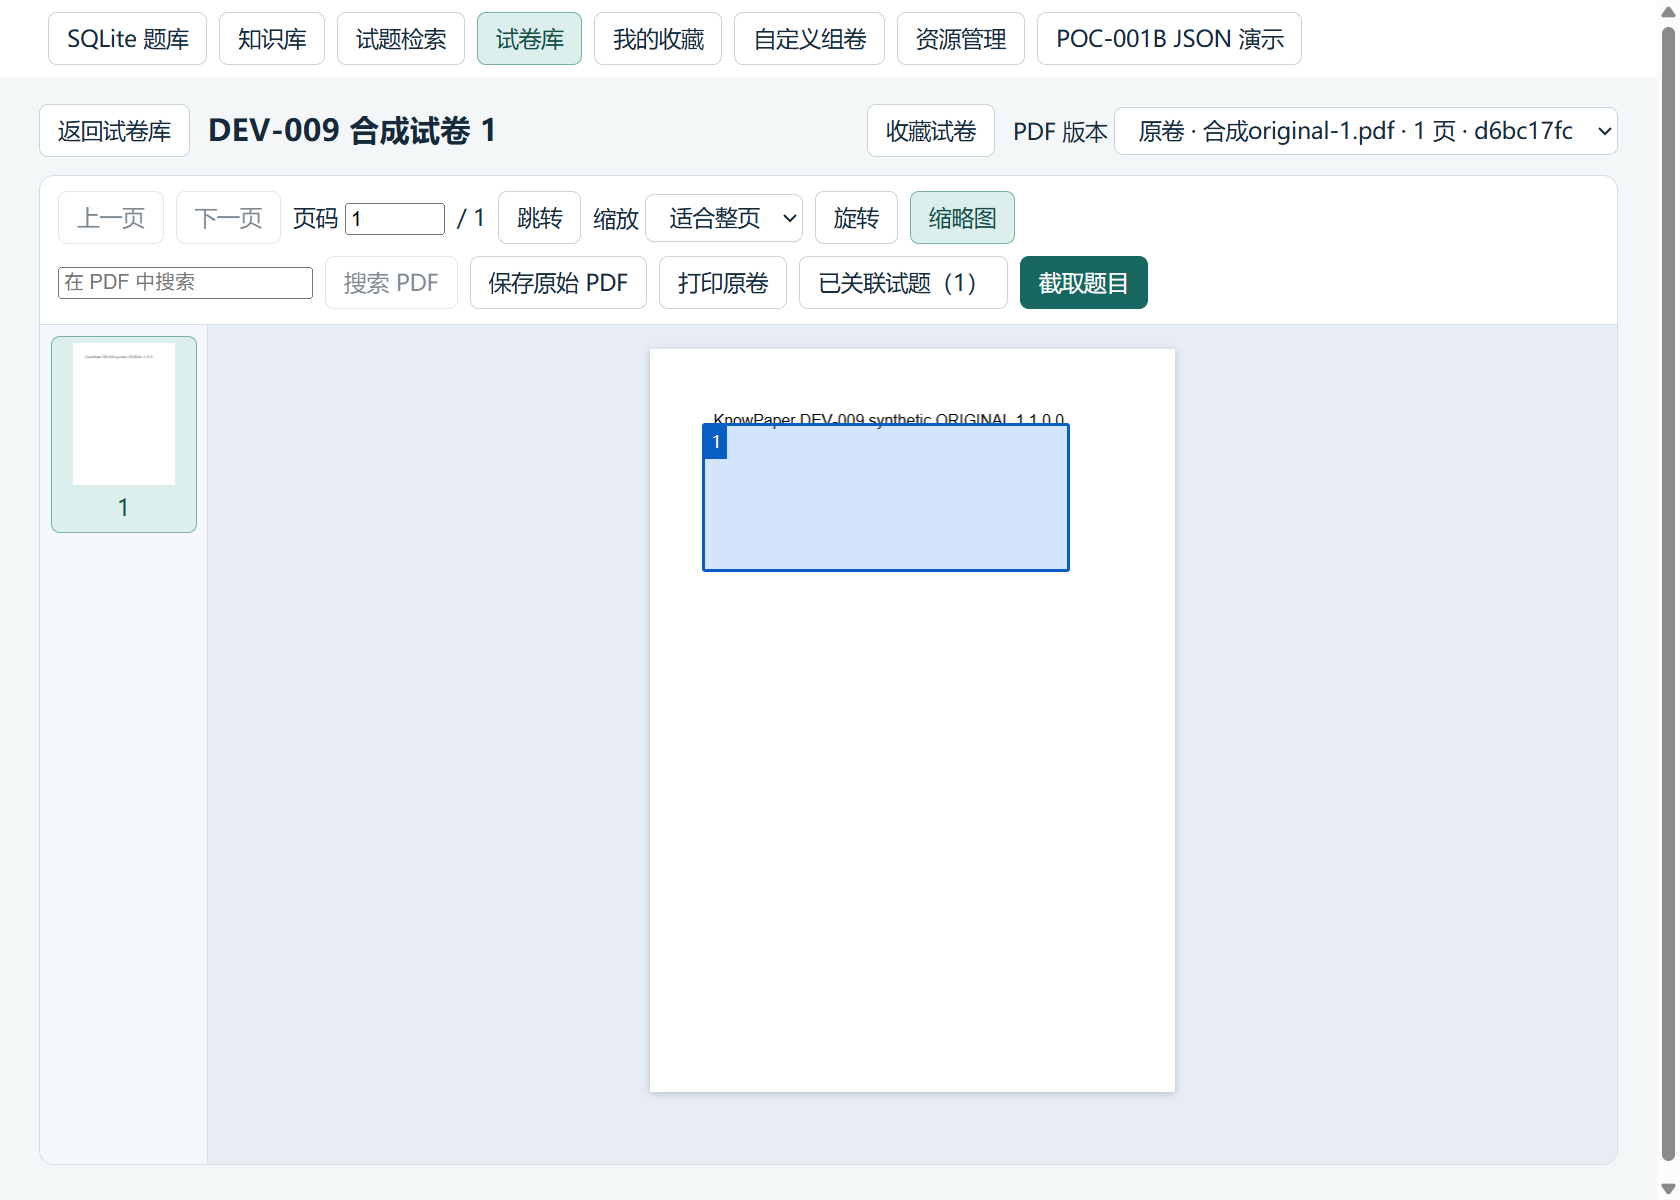 SQLite 题库 知识库 试题检索 试卷库 我的收藏 自定义组卷 资源管理 POC-001B JSON 演示
返回试卷库 DEV-009 合成试卷 1 收藏试卷 PDF 版本 原卷 · 合成original-1.pdf · 1 页 · d6bc17fc
上一页 下一页 页码 1 / 1 跳转 缩放 适合整页 旋转 缩略图
在 PDF 中搜索 搜索 PDF 保存原始 PDF 打印原卷 已关联试题（1） 截取题目
1
KnowPaper DEV-009 synthetic ORIGINAL 1 1 0 0
1